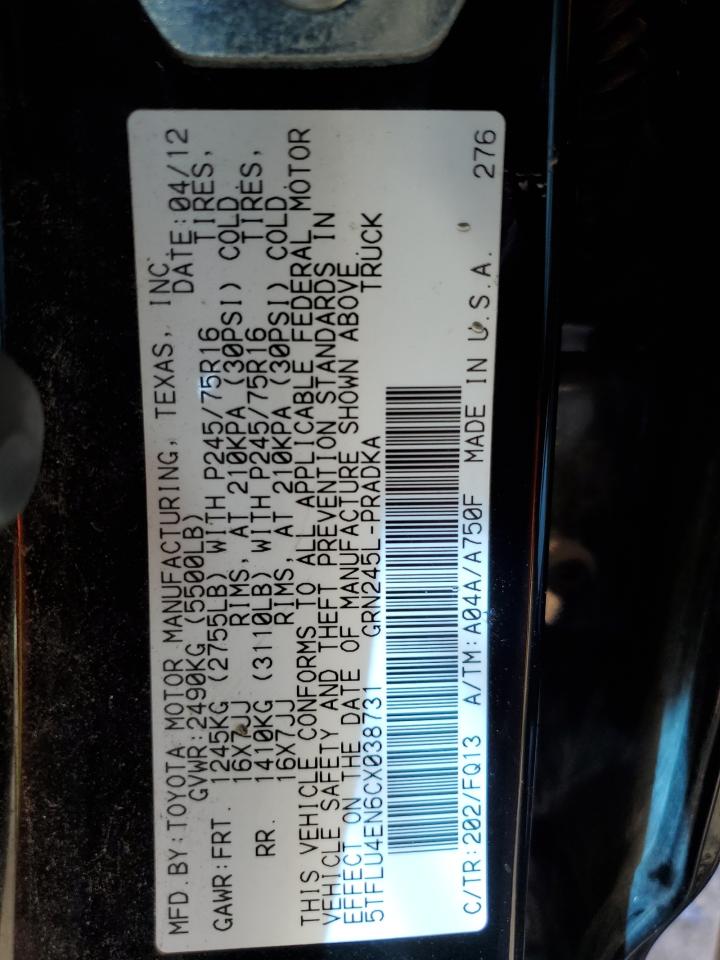 MFD.BY:TOYOTA MOTOR MANUFACTURING, TEXAS, INC.
GVWR:2490KG (5500LB) DATE:04/12
GAWR:FRT. 1245KG (2755LB) WITH P245/75R16 TIRES,
16X7JJ RIMS, AT 210KPA (30PSI) COLD
RR. 1410KG (3110LB) WITH P245/75R16 TIRES,
16X7JJ RIMS, AT 210KPA (30PSI) COLD
THIS VEHICLE CONFORMS TO ALL APPLICABLE FEDERAL MOTOR
VEHICLE SAFETY AND THEFT PREVENTION STANDARDS IN
EFFECT ON THE DATE OF MANUFACTURE SHOWN ABOVE.
5TFLU4EN6CX038731 GRN245L-PRADKA TRUCK
C/TR:202/FQ13 A/TM:A04A/A750F MADE IN U.S.A. 276